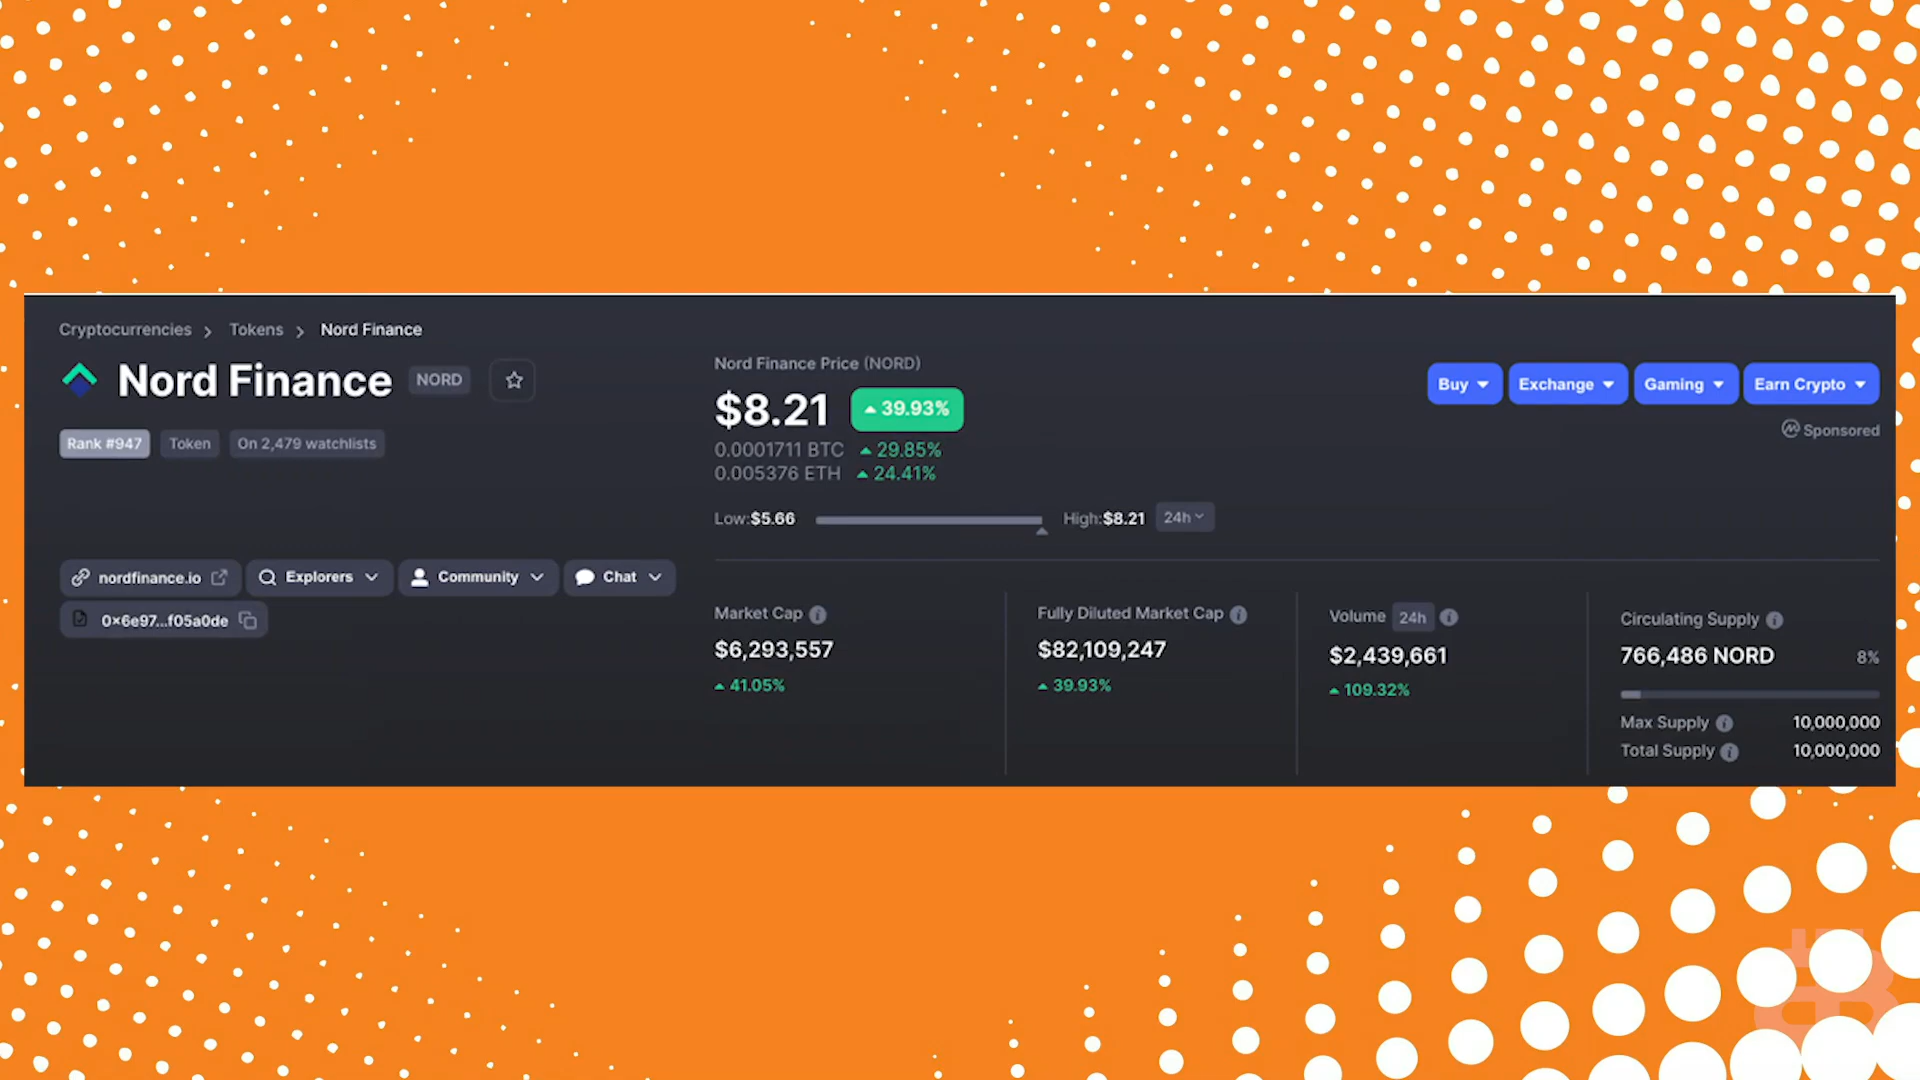 Cryptocurrencies > Tokens > Nord Finance
Nord Finance NORD
Rank #947 Token On 2,479 watchlists
nordfinance.io Explorers Community Chat
0x6e97...f05a0de
Nord Finance Price (NORD)
$8.21 39.93%
0.0001711 BTC 29.85%
0.005376 ETH 24.41%
Low:$5.66 High:$8.21 24h
Buy Exchange Gaming Earn Crypto
Sponsored
Market Cap
$6,293,557
41.05%
Fully Diluted Market Cap
$82,109,247
39.93%
Volume 24h
$2,439,661
109.32%
Circulating Supply
766,486 NORD 8%
Max Supply 10,000,000
Total Supply 10,000,000